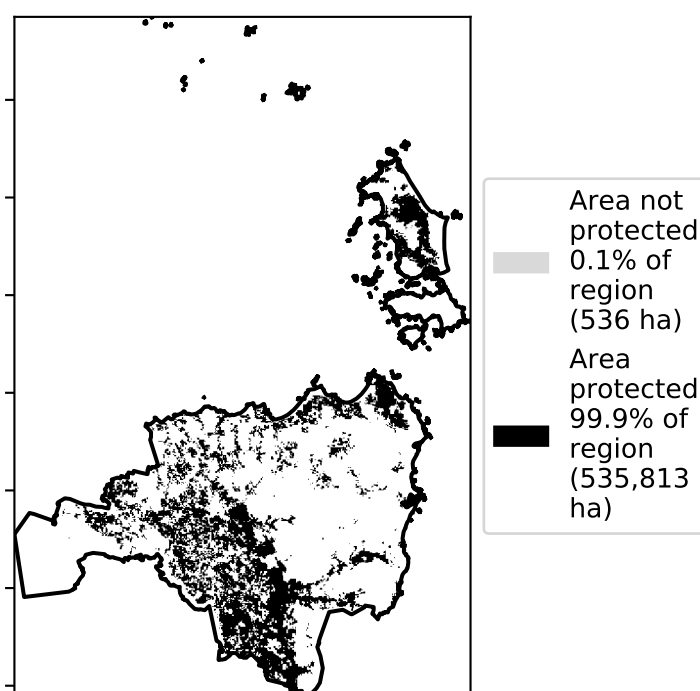 Area not
protected
0.1% of
region
(536 ha)
Area
protected
99.9% of
region
(535,813
ha)